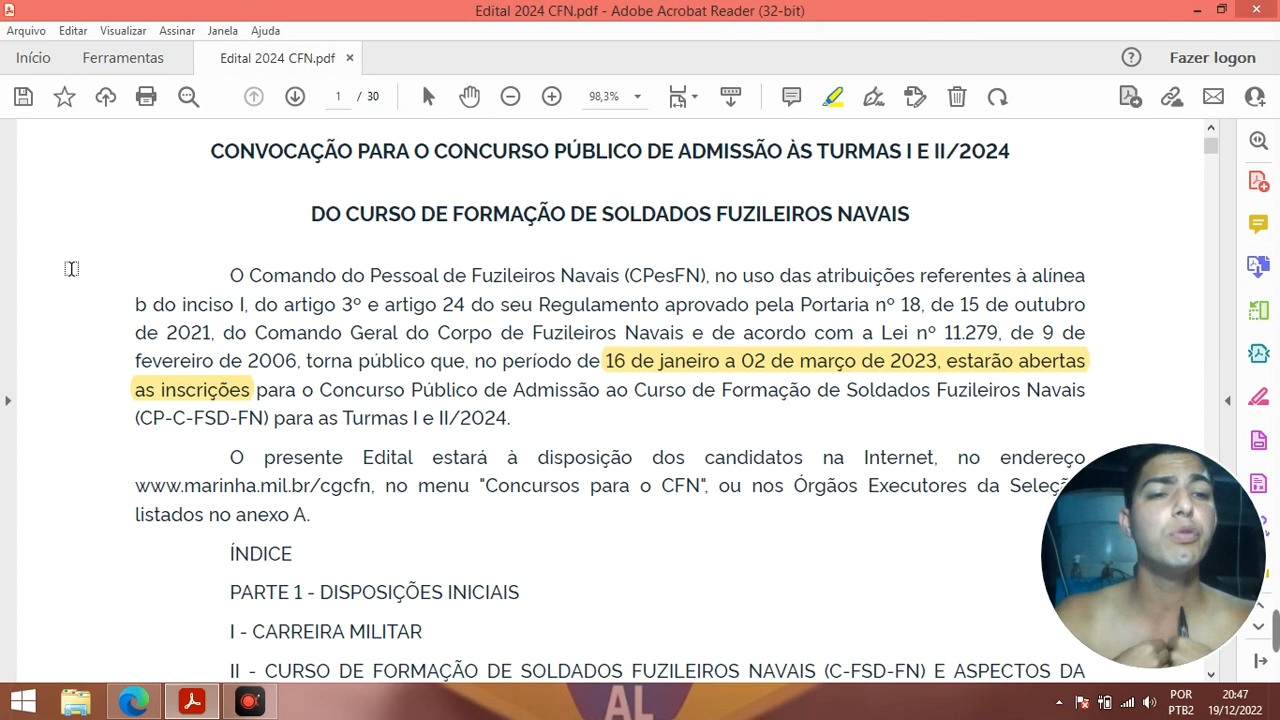 Edital 2024 CFN.pdf - Adobe Acrobat Reader (32-bit)
Arquivo Editar Visualizar Assinar Janela Ajuda
Início Ferramentas Edital 2024 CFN.pdf × Fazer logon
1 / 30 98,3%
CONVOCAÇÃO PARA O CONCURSO PÚBLICO DE ADMISSÃO ÀS TURMAS I E II/2024
DO CURSO DE FORMAÇÃO DE SOLDADOS FUZILEIROS NAVAIS
O Comando do Pessoal de Fuzileiros Navais (CPesFN), no uso das atribuições referentes à alínea
b do inciso I, do artigo 3º e artigo 24 do seu Regulamento aprovado pela Portaria nº 18, de 15 de outubro
de 2021, do Comando Geral do Corpo de Fuzileiros Navais e de acordo com a Lei nº 11.279, de 9 de
fevereiro de 2006, torna público que, no período de 16 de janeiro a 02 de março de 2023, estarão abertas
as inscrições para o Concurso Público de Admissão ao Curso de Formação de Soldados Fuzileiros Navais
(CP-C-FSD-FN) para as Turmas I e II/2024.
O presente Edital estará à disposição dos candidatos na Internet, no endereço
www.marinha.mil.br/cgcfn, no menu "Concursos para o CFN", ou nos Órgãos Executores da Seleção
listados no anexo A.
ÍNDICE
PARTE 1 - DISPOSIÇÕES INICIAIS
I - CARREIRA MILITAR
II - CURSO DE FORMAÇÃO DE SOLDADOS FUZILEIROS NAVAIS (C-FSD-FN) E ASPECTOS DA
AL
POR 20:47
PTB2 19/12/2022